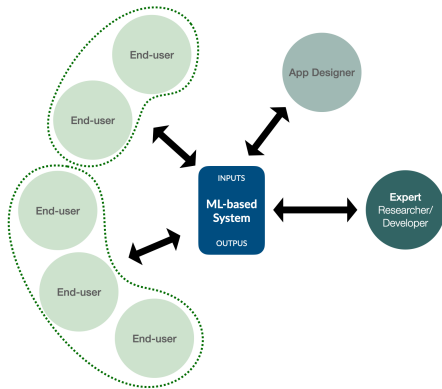 End-user
End-user
App Designer
INPUTS
ML-based
System
OUTPUS
Expert
Researcher/
Developer
End-user
End-user
End-user